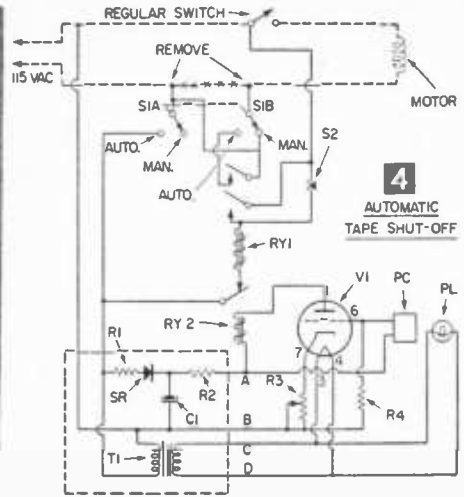 REGULAR SWITCH
REMOVE
115 VAC
MOTOR
S1A
S1B
AUTO.
MAN.
MAN.
S2
AUTO.
4
AUTOMATIC
TAPE SHUT-OFF
RY1
V1
PC
PL
1
6
RY 2
7
3
4
R1
A
R3
SR
R2
R4
C1
B
C
T1
D